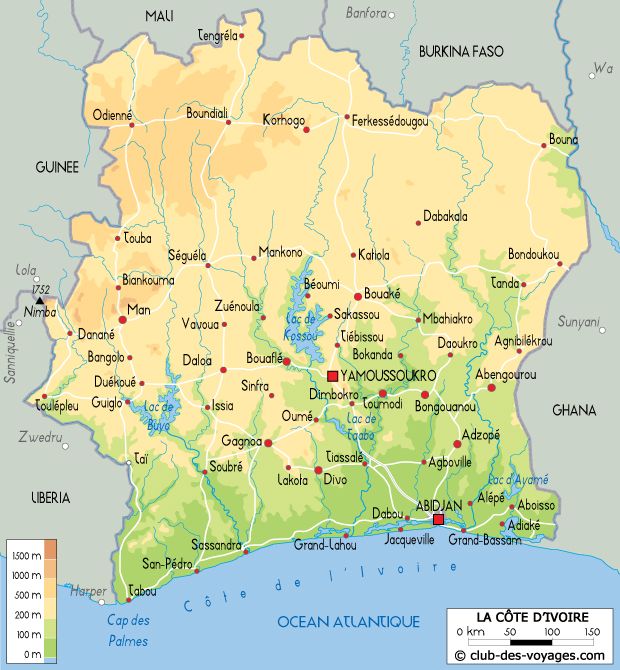 MALI
Banfora
Tengréla
BURKINA FASO
Wa
Odienné
Boundiali
Korhogo
Ferkessédougou
Bouna
GUINEE
Dabakala
Touba
Séguéla
Mankono
Katiola
Bondoukou
Lola
1752
Nimba
Biankouma
Béoumi
Bouaké
Tanda
Man
Zuénoula
Lac de
Kossou
Sakassou
Mbahiakro
Sunyani
Sanniquellie
Danané
Vavoua
Tiébissou
Bangolo
Daloa
Bouaflé
Bokanda
Daoukro
Agnibilékrou
YAMOUSSOUKRO
Duékoué
Sinfra
Dimbokro
Toumodi
Bongouanou
Abengourou
Toulépleu
Guiglo
Lac de
Buyo
Issia
Oumé
Lac de
Taabo
GHANA
Zwedru
Gagnoa
Adzopé
Taï
Soubré
Lakota
Divo
Tiassalé
Agboville
Lac d'Ayamé
LIBERIA
ABIDJAN
Alépé
Aboisso
Dabou
Adiaké
Sassandra
Grand-Lahou
Jacqueville
Grand-Bassam
San-Pédro
Harper
Tabou
Côte de l'Ivoire
Cap des
Palmes
OCEAN ATLANTIQUE
1500 m
1000 m
500 m
200 m
100 m
0 m
LA CÔTE D'IVOIRE
0 km 50 100 150
© club-des-voyages.com